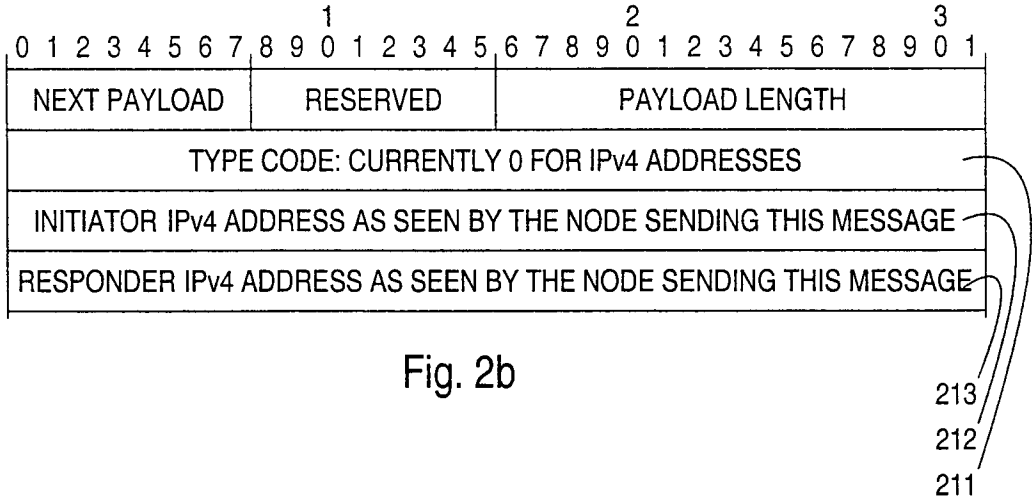 1 2 3
0 1 2 3 4 5 6 7 8 9 0 1 2 3 4 5 6 7 8 9 0 1 2 3 4 5 6 7 8 9 0 1
NEXT PAYLOAD RESERVED PAYLOAD LENGTH
TYPE CODE: CURRENTLY 0 FOR IPv4 ADDRESSES
INITIATOR IPv4 ADDRESS AS SEEN BY THE NODE SENDING THIS MESSAGE
RESPONDER IPv4 ADDRESS AS SEEN BY THE NODE SENDING THIS MESSAGE
Fig. 2b
213
212
211